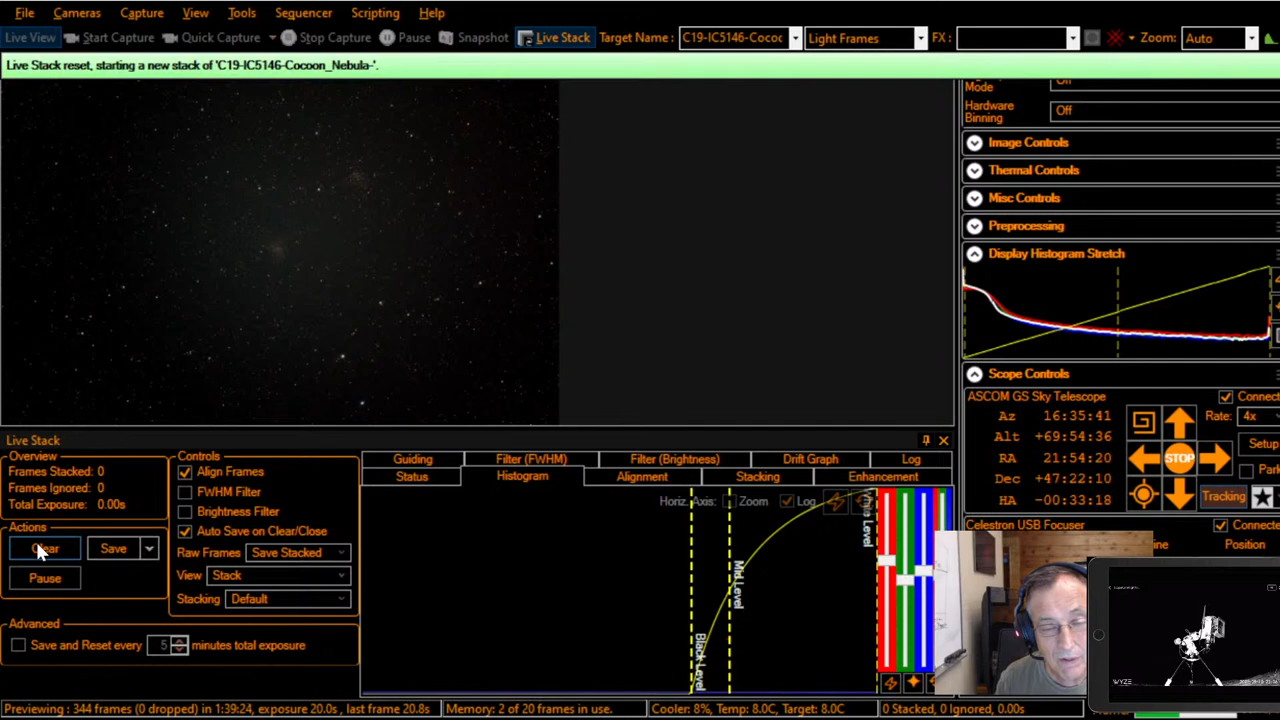 File Cameras Capture View Tools Sequencer Scripting Help
Live View Start Capture Quick Capture Stop Capture Pause Snapshot Live Stack Target Name : C19-IC5146-Cococ Light Frames FX : Zoom: Auto
Live Stack reset, starting a new stack of 'C19-IC5146-Cocoon_Nebula-'.
Mode Off
Hardware Binning Off
Image Controls
Thermal Controls
Misc Controls
Preprocessing
Display Histogram Stretch
Scope Controls
ASCOM GS Sky Telescope Connec
Az 16:35:41 Rate: 4x
Alt +69:54:36 Setup
RA 21:54:20
Dec +47:22:10 Park
HA -00:33:18 Tracking
STOP
Celestron USB Focuser Connecte
ine Position
Live Stack
Overview
Frames Stacked: 0
Frames Ignored: 0
Total Exposure: 0.00s
Actions
Clear Save
Pause
Controls
Align Frames
FWHM Filter
Brightness Filter
Auto Save on Clear/Close
Raw Frames Save Stacked
View Stack
Stacking Default
Advanced
Save and Reset every 5 minutes total exposure
Guiding Filter (FWHM) Filter (Brightness) Drift Graph Log
Status Histogram Alignment Stacking Enhancement
Horiz. Axis: Zoom Log
Black Level
Mid Level
White Level
WYZE
Previewing : 344 frames (0 dropped) in 1:39:24, exposure 20.0s , last frame 20.8s Memory: 2 of 20 frames in use. Cooler: 8%, Temp: 8.0C, Target: 8.0C 0 Stacked, 0 Ignored, 0.00s